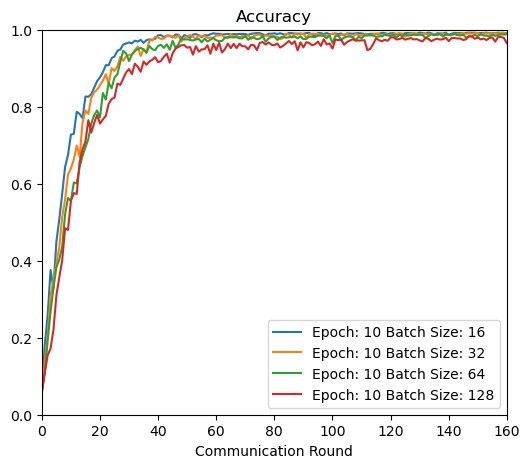 Accuracy
1.0
0.8
0.6
0.4
0.2
0.0
Epoch: 10 Batch Size: 16
Epoch: 10 Batch Size: 32
Epoch: 10 Batch Size: 64
Epoch: 10 Batch Size: 128
0 20 40 60 80 100 120 140 160
Communication Round